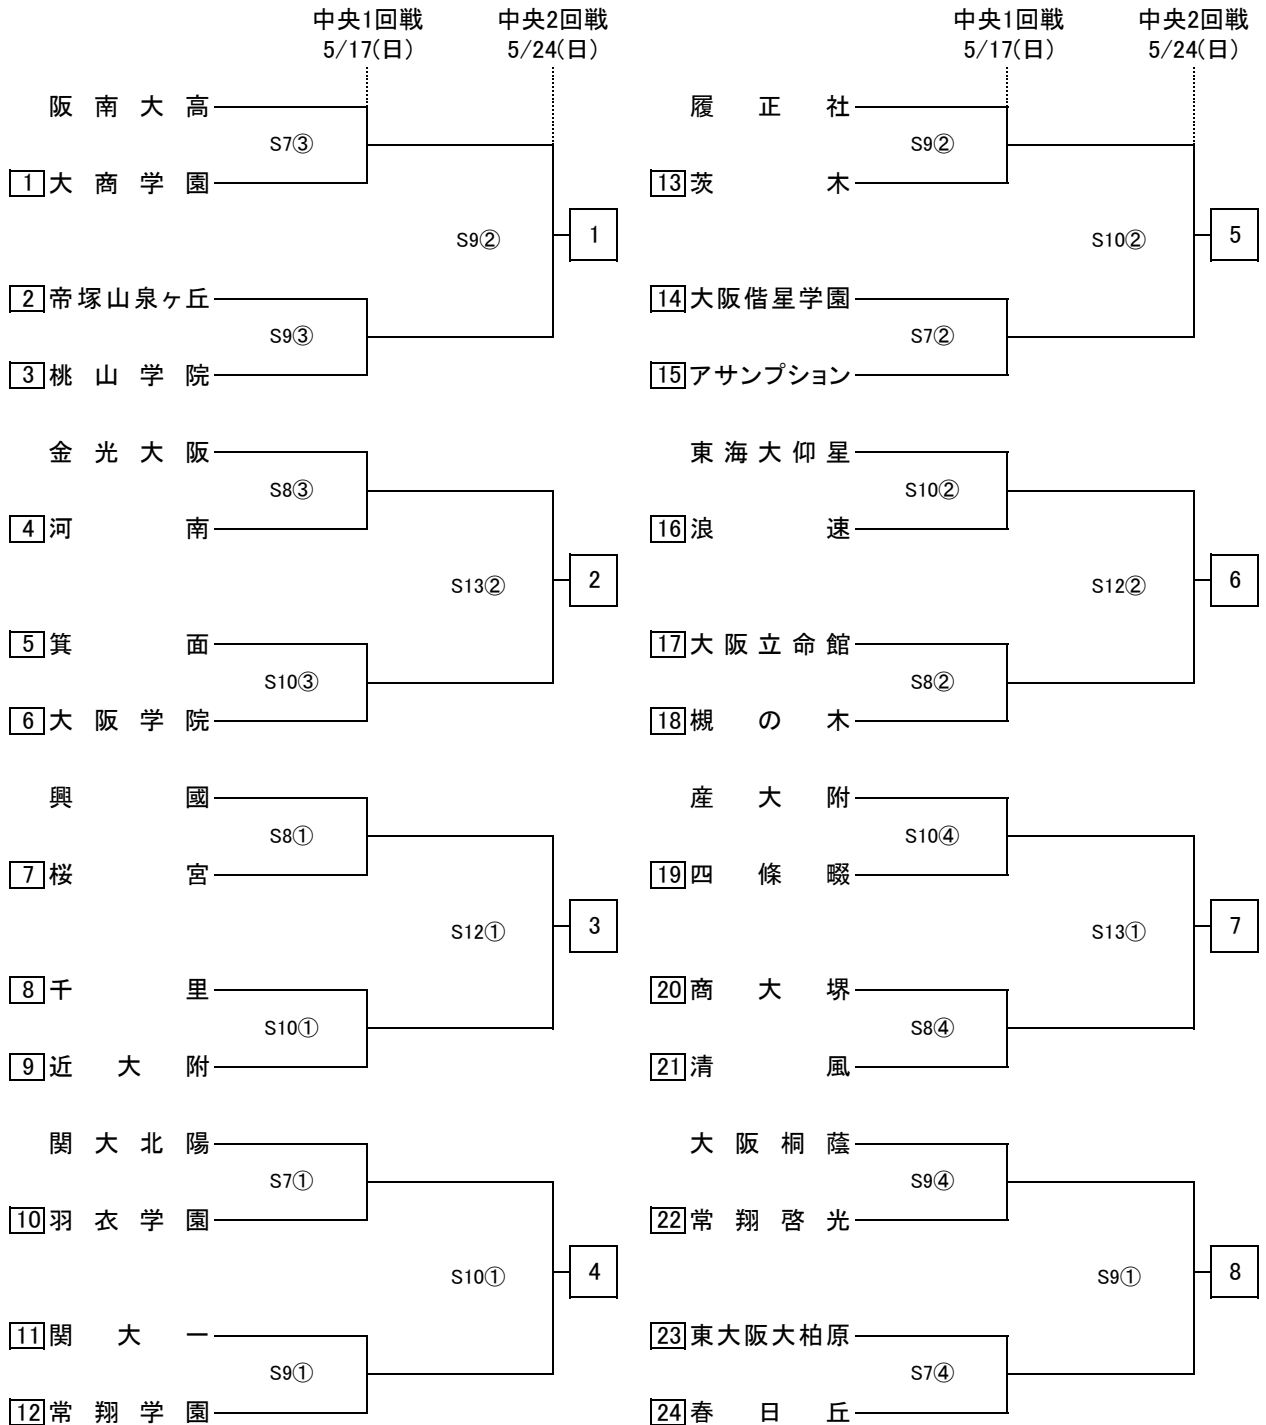 中央1回戦
5/17(日)
中央2回戦
5/24(日)
阪南大高
S7③
1 大商学園
S9②
1
2 帝塚山泉ヶ丘
S9③
3 桃山学院
金光大阪
S8③
4 河南
S13②
2
5 箕面
S10③
6 大阪学院
興國
S8①
7 桜宮
S12①
3
8 千里
S10①
9 近大附
関大北陽
S7①
10 羽衣学園
S10①
4
11 関大一
S9①
12 常翔学園
中央1回戦
5/17(日)
中央2回戦
5/24(日)
履正社
S9②
13 茨木
S10②
5
14 大阪偕星学園
S7②
15 アサンプション
東海大仰星
S10②
16 浪速
S12②
6
17 大阪立命館
S8②
18 槻の木
産大附
S10④
19 四條畷
S13①
7
20 商大堺
S8④
21 清風
大阪桐蔭
S9④
22 常翔啓光
S9①
8
23 東大阪大柏原
S7④
24 春日丘